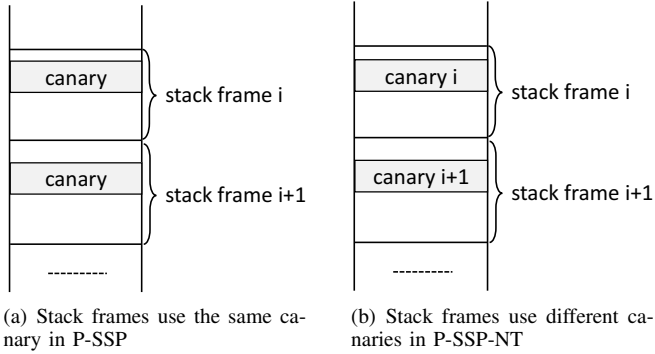 canary
stack frame i
canary
stack frame i+1
(a) Stack frames use the same ca-
nary in P-SSP
canary i
stack frame i
canary i+1
stack frame i+1
(b) Stack frames use different ca-
naries in P-SSP-NT